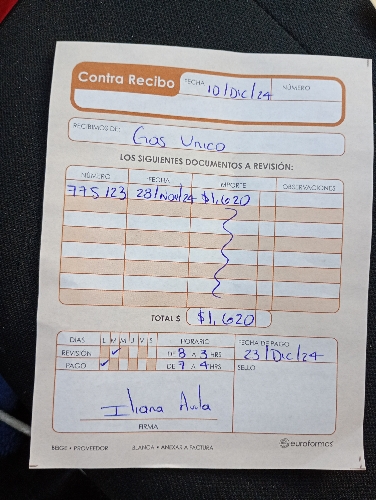 Contra Recibo
FECHA 10/Dic/24 NÚMERO
RECIBIMOS DE: Gas Unico
LOS SIGUIENTES DOCUMENTOS A REVISIÓN:
NÚMERO FECHA IMPORTE OBSERVACIONES
775123 28/Nov/24 $1,620
TOTAL $ $1,620
DIAS L M M J V S HORARIO FECHA DE PAGO
REVISIÓN DE 8 A 3 HRS 23/Dic/24
PAGO DE 7 A 4 HRS SELLO
Iliana Avila
FIRMA
BEIGE • PROVEEDOR BLANCA • ANEXAR A FACTURA euroformas